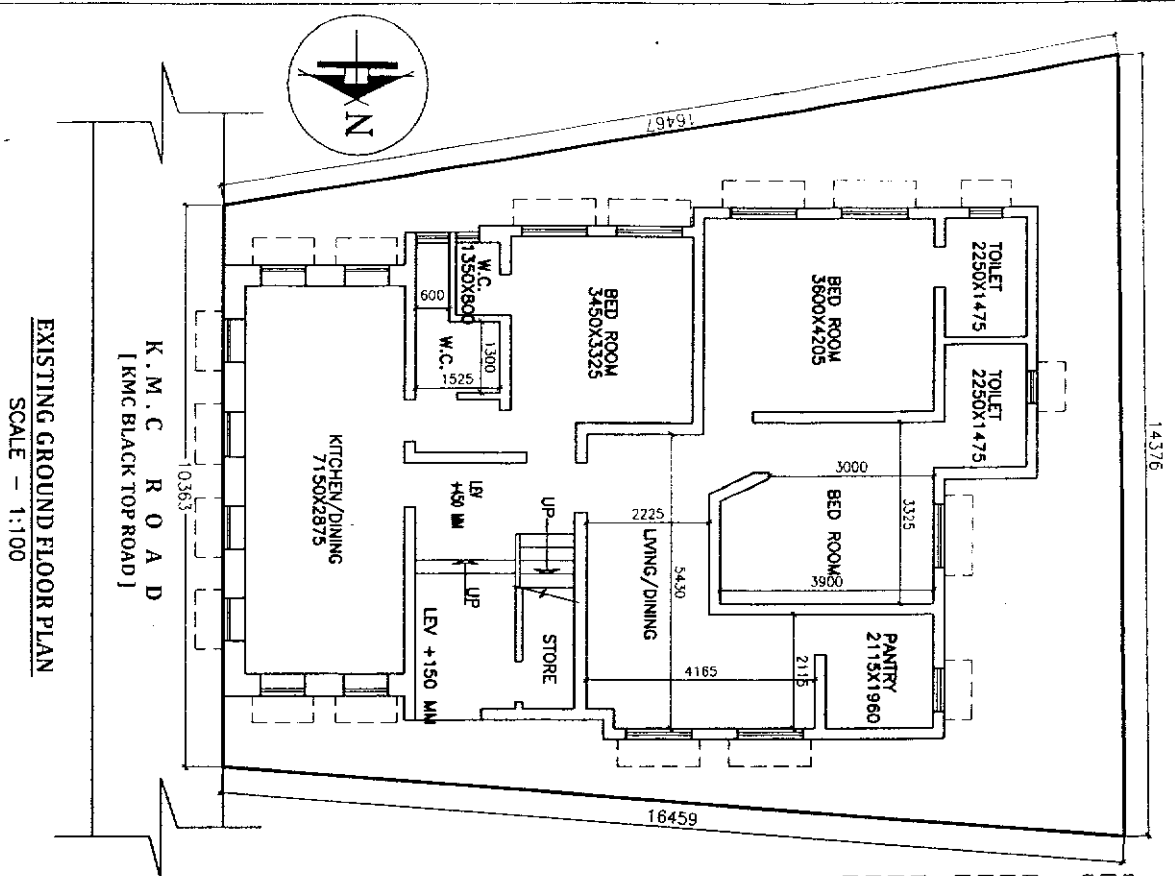 N
16467
14376
10363
16459
TOILET
2250X1475
TOILET
2250X1475
BED ROOM
3600X4205
BED ROOM
3450X3325
W.C.
1350X800
600
W.C.
1300
1525
KITCHEN/DINING
7150X2875
LEV
+450 MM
UP
UP
STORE
LEV +150 MM
LIVING/DINING
2225
5430
4165
2115
BED ROOM
3000
3325
3900
PANTRY
2115X1960
K.M.C ROAD
[ KMC BLACK TOP ROAD ]
EXISTING GROUND FLOOR PLAN
SCALE - 1:100